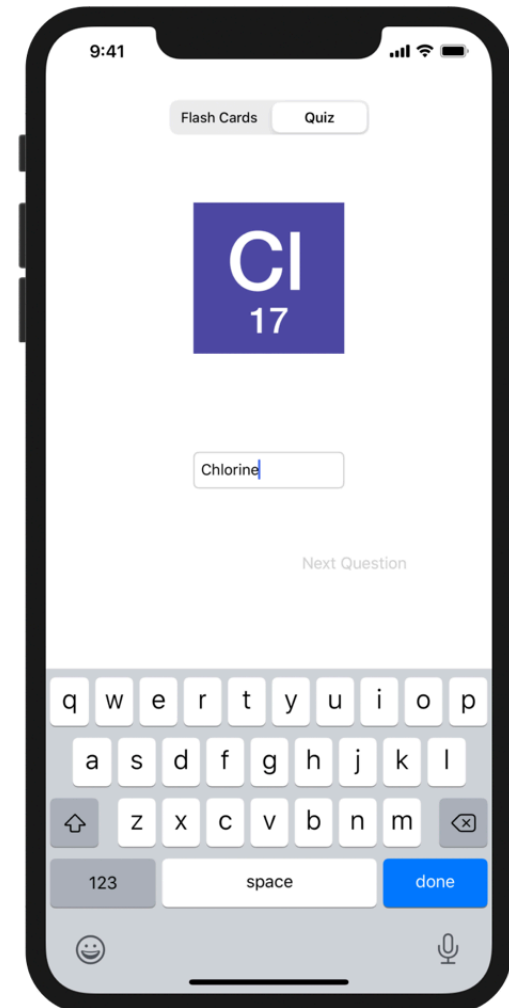 9:41
Flash Cards Quiz
Cl
17
Chlorine
Next Question
q w e r t y u i o p
a s d f g h j k l
z x c v b n m
123 space done